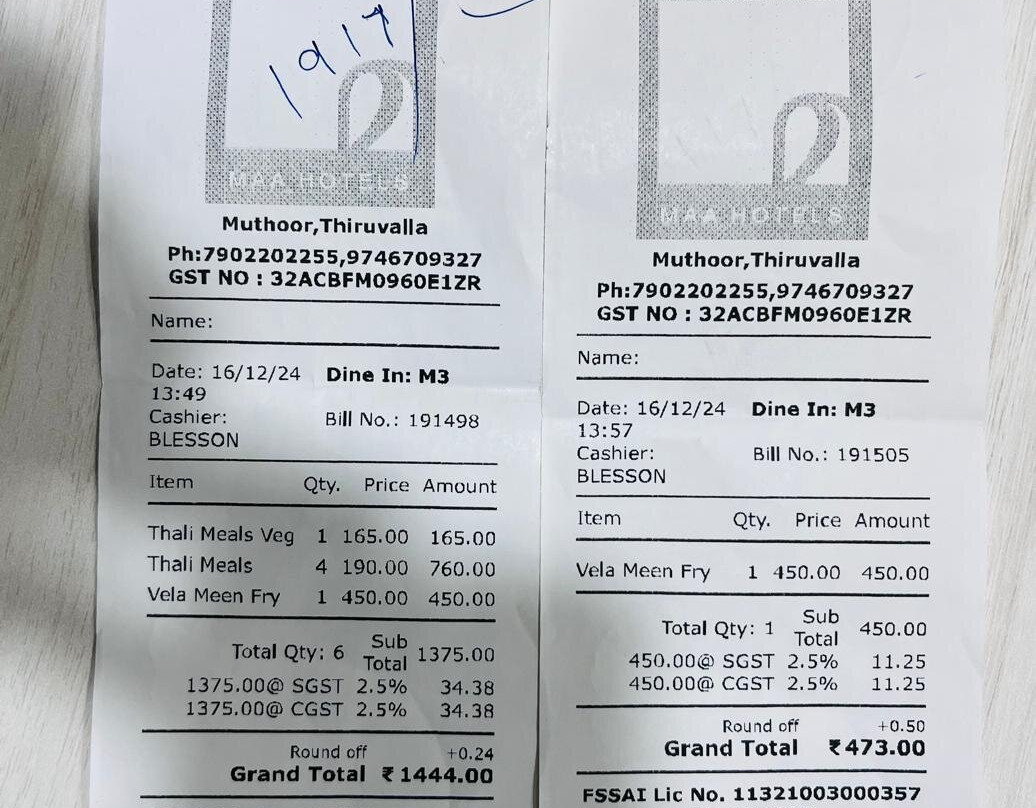 1917
MAA HOTELS
Muthoor,Thiruvalla
Ph:7902202255,9746709327
GST NO : 32ACBFM0960E1ZR
Name:
Date: 16/12/24 Dine In: M3
13:49
Cashier: Bill No.: 191498
BLESSON
Item Qty. Price Amount
Thali Meals Veg 1 165.00 165.00
Thali Meals 4 190.00 760.00
Vela Meen Fry 1 450.00 450.00
Total Qty: 6 Sub Total 1375.00
1375.00@ SGST 2.5% 34.38
1375.00@ CGST 2.5% 34.38
Round off +0.24
Grand Total ₹1444.00
MAA HOTELS
Muthoor,Thiruvalla
Ph:7902202255,9746709327
GST NO : 32ACBFM0960E1ZR
Name:
Date: 16/12/24 Dine In: M3
13:57
Cashier: Bill No.: 191505
BLESSON
Item Qty. Price Amount
Vela Meen Fry 1 450.00 450.00
Total Qty: 1 Sub Total 450.00
450.00@ SGST 2.5% 11.25
450.00@ CGST 2.5% 11.25
Round off +0.50
Grand Total ₹473.00
FSSAI Lic No. 11321003000357